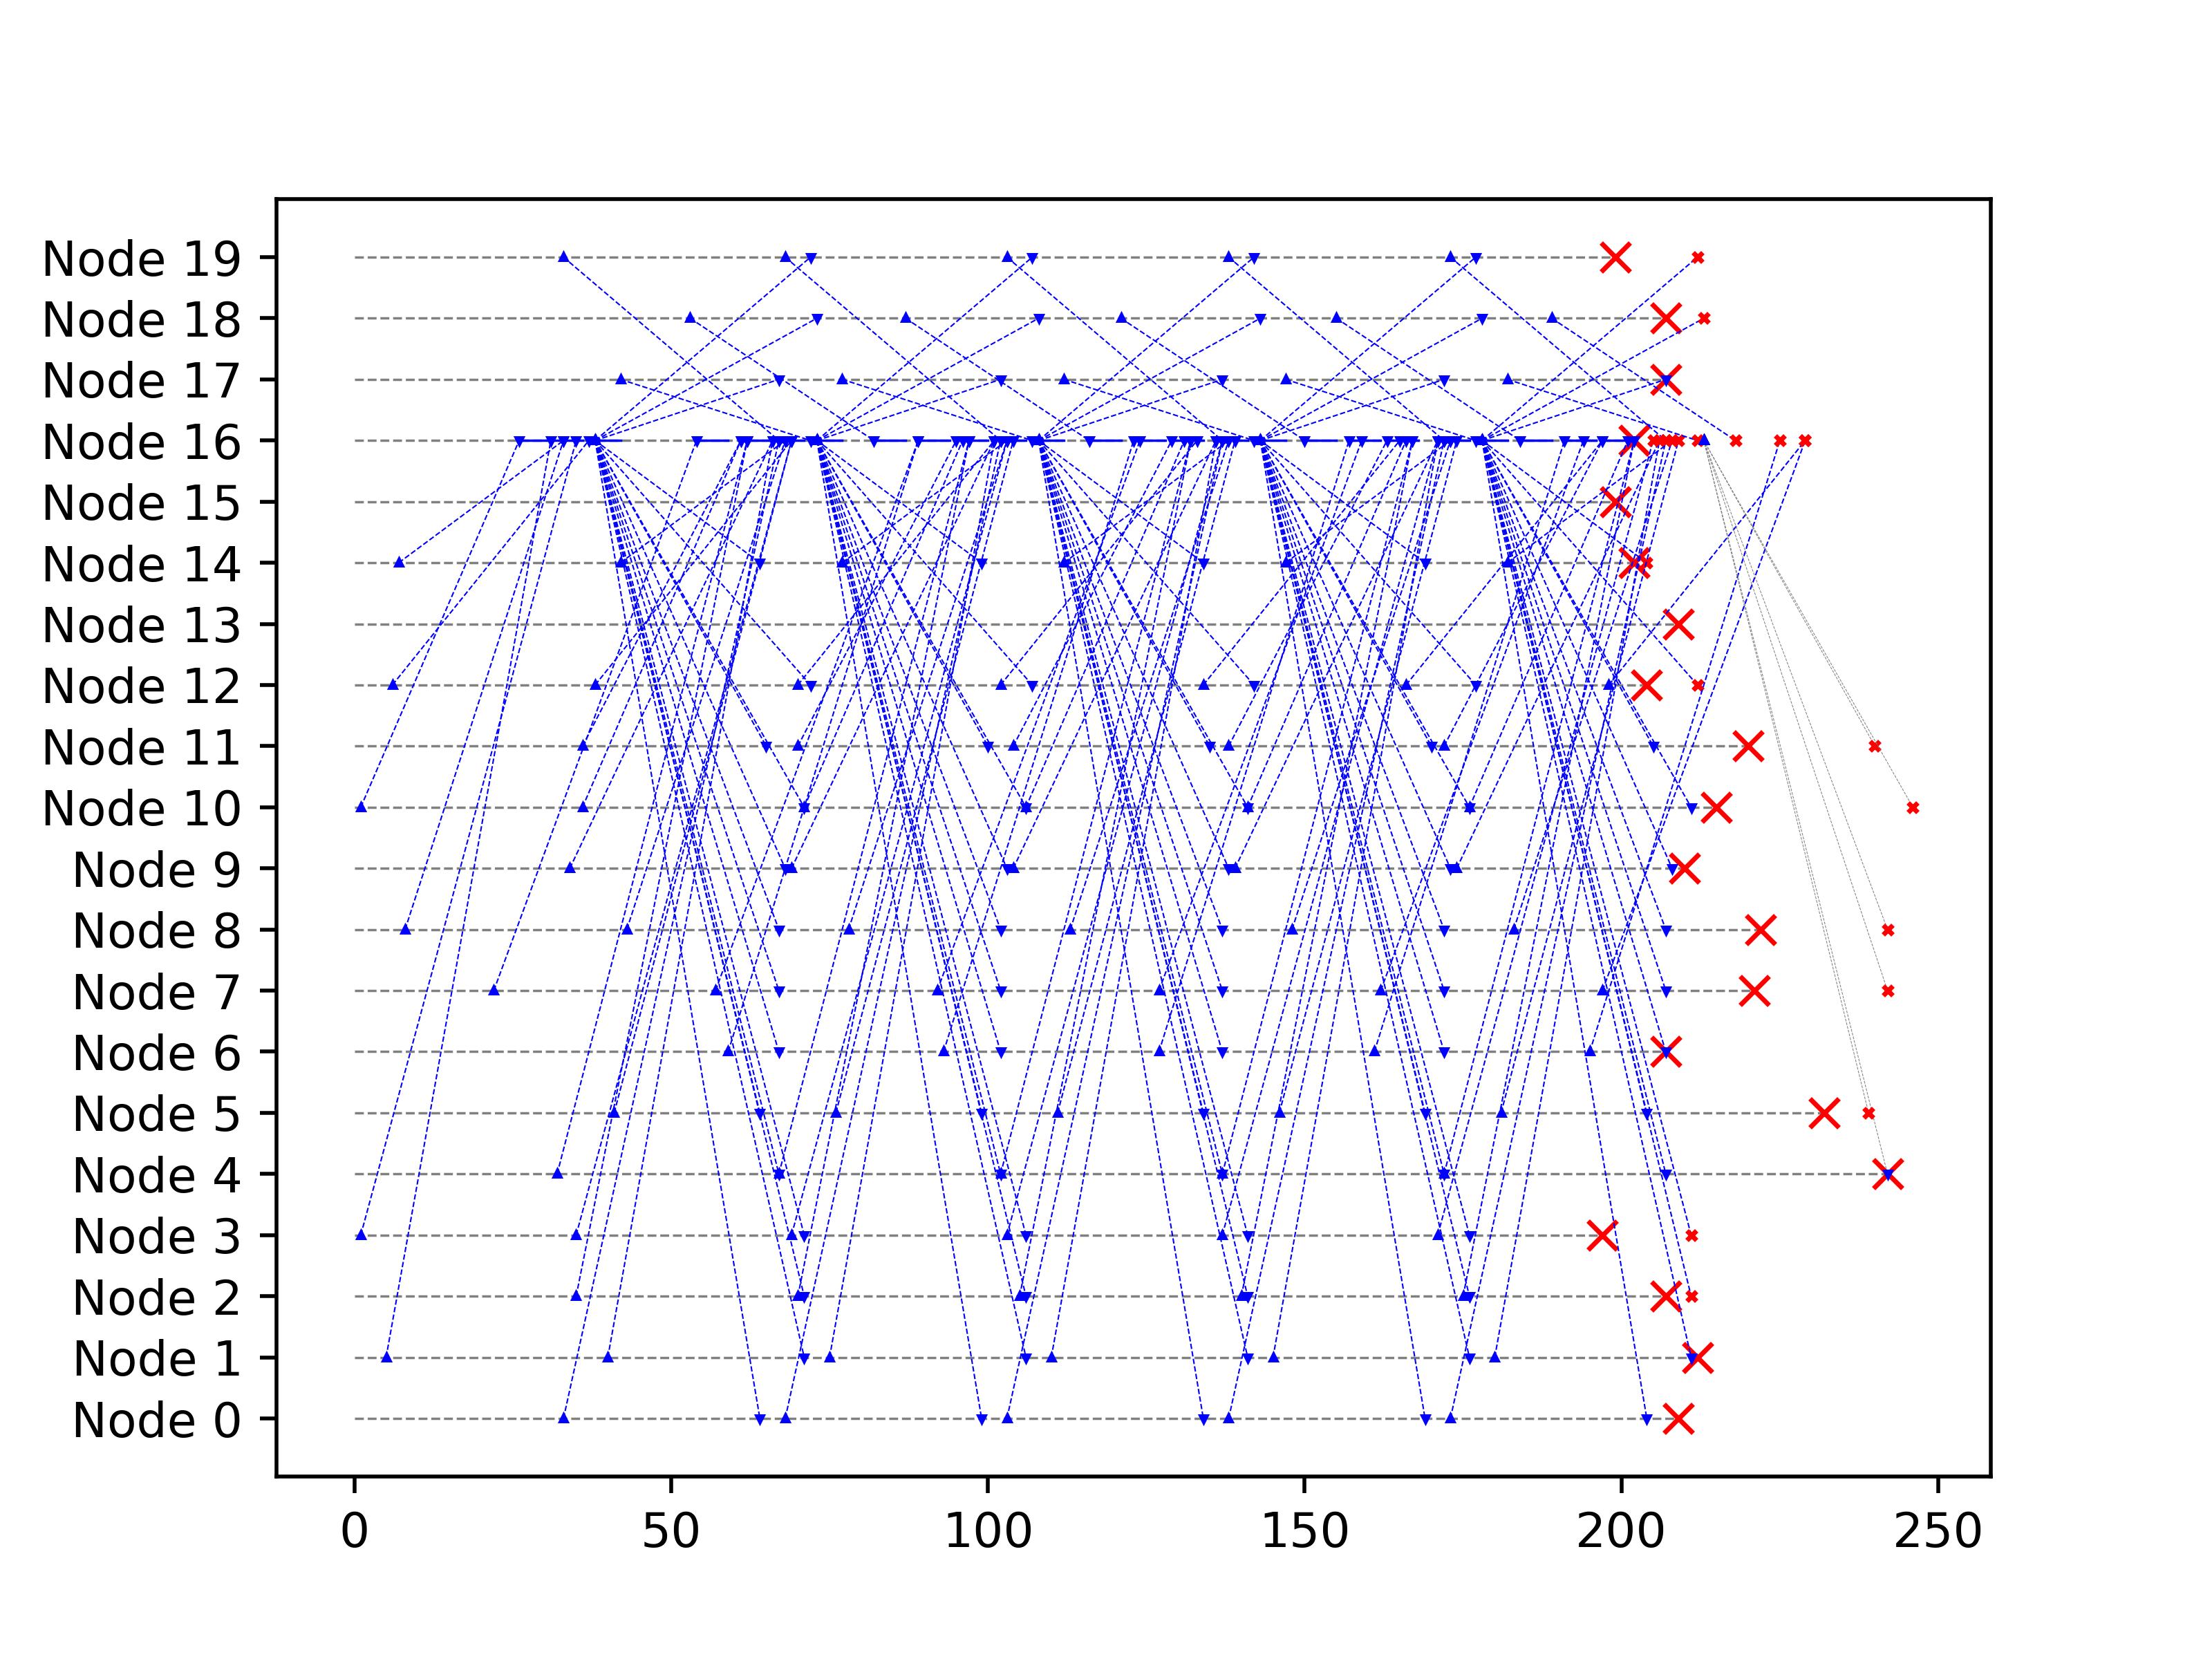 Node 19
Node 18
Node 17
Node 16
Node 15
Node 14
Node 13
Node 12
Node 11
Node 10
Node 9
Node 8
Node 7
Node 6
Node 5
Node 4
Node 3
Node 2
Node 1
Node 0
0 50 100 150 200 250